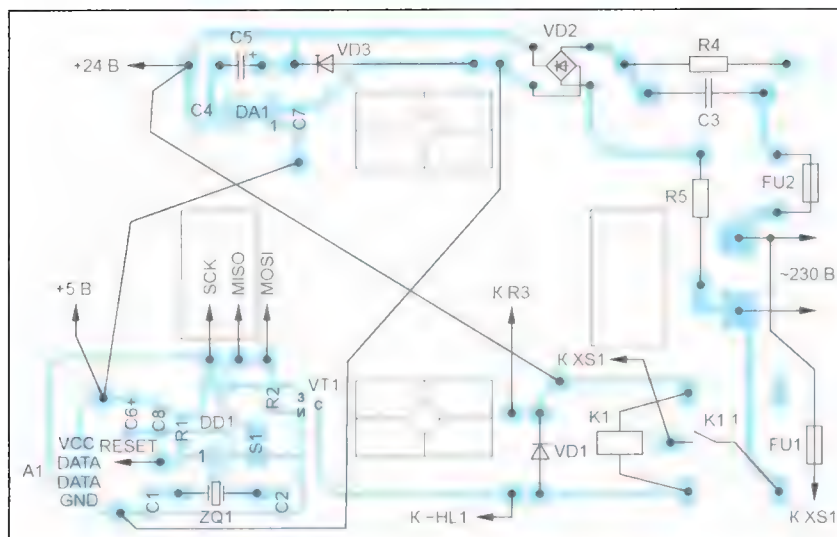 C5
+
VD3
VD2
R4
+24 В
C4
DA1
1
C7
C3
FU2
R5
~230 В
+5 В
SCK
MISO
MOSI
К R3
К XS1
VT1
З
И
С
R2
C6
+
C8
R1
DD1
S1
K1
K1 1
VD1
FU1
VCC
RESET
1
A1
DATA
DATA
GND
C1
C2
ZQ1
К -HL1
К XS1